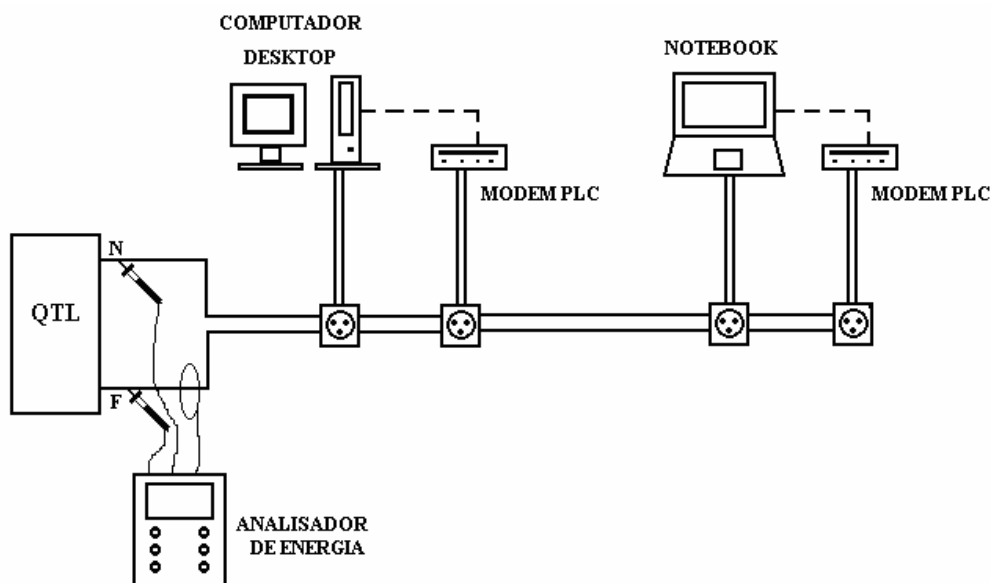 COMPUTADOR
DESKTOP
NOTEBOOK
MODEM PLC
MODEM PLC
N
QTL
F
ANALISADOR
DE ENERGIA